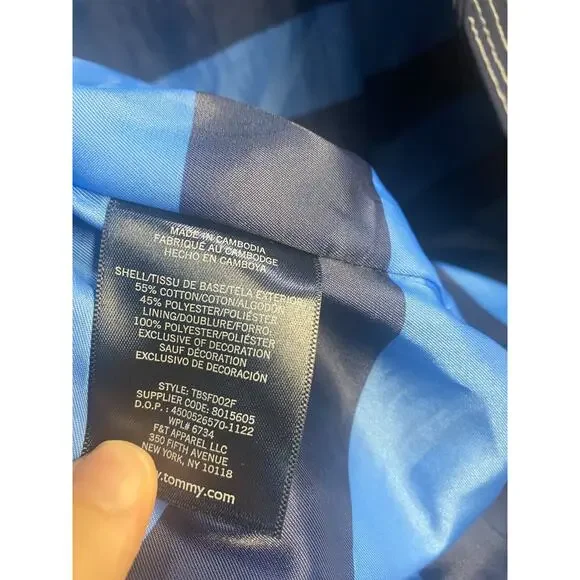 MADE IN CAMBODIA
FABRIQUÉ AU CAMBODGE
HECHO EN CAMBOYA
SHELL/TISSU DE BASE/TELA EXTERIOR
55% COTTON/COTON/ALGODÓN
45% POLYESTER/POLIÉSTER
LINING/DOUBLURE/FORRO:
100% POLYESTER/POLIÉSTER
EXCLUSIVE OF DECORATION
SAUF DÉCORATION
EXCLUSIVO DE DECORACIÓN
STYLE: TBSFD02F
SUPPLIER CODE: 8015605
D.O.P. : 4500526570-1122
WPL# 6734
F&T APPAREL LLC
350 FIFTH AVENUE
NEW YORK, NY 10118
.tommy.com